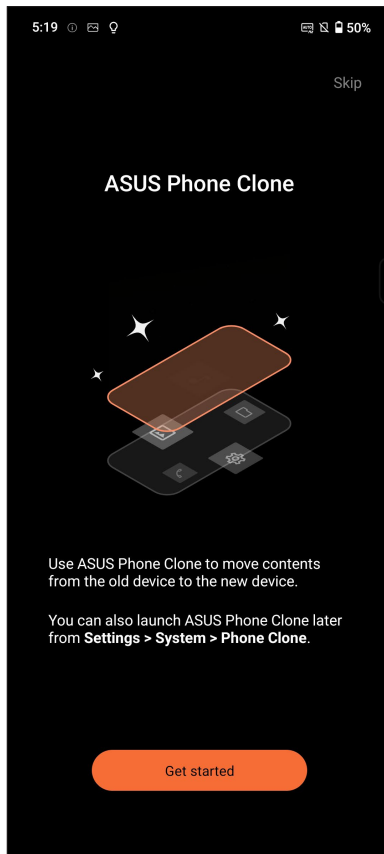 5:19
50%
Skip
ASUS Phone Clone
Use ASUS Phone Clone to move contents
from the old device to the new device.
You can also launch ASUS Phone Clone later
from Settings > System > Phone Clone.
Get started